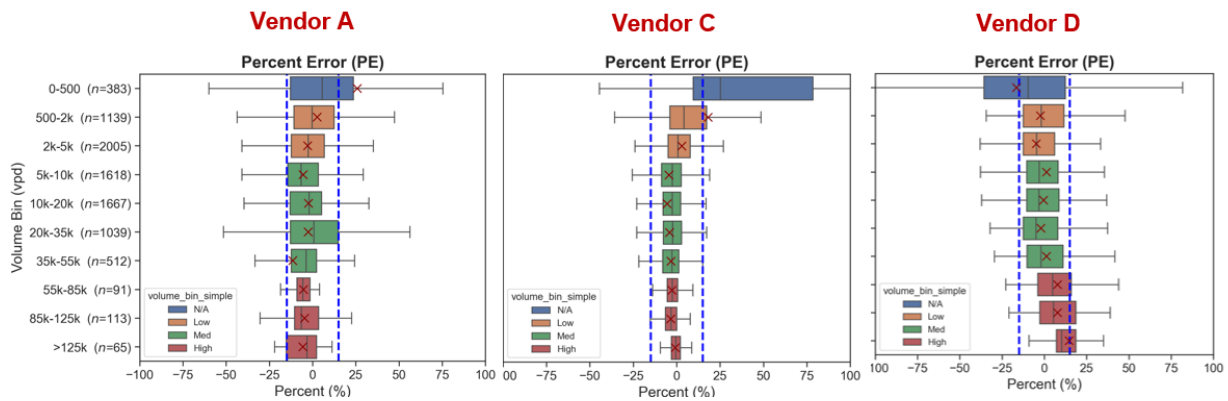 Vendor A
Vendor C
Vendor D
Percent Error (PE)
Percent Error (PE)
Percent Error (PE)
Volume Bin (vpd)
0-500 (n=383)
500-2k (n=1139)
2k-5k (n=2005)
5k-10k (n=1618)
10k-20k (n=1667)
20k-35k (n=1039)
35k-55k (n=512)
55k-85k (n=91)
85k-125k (n=113)
>125k (n=65)
volume_bin_simple
N/A
Low
Med
High
volume_bin_simple
N/A
Low
Med
High
volume_bin_simple
N/A
Low
Med
High
−100 −75 −50 −25 0 25 50 75 100
00 −75 −50 −25 0 25 50 75 100
100 −75 −50 −25 0 25 50 75 100
Percent (%)
Percent (%)
Percent (%)